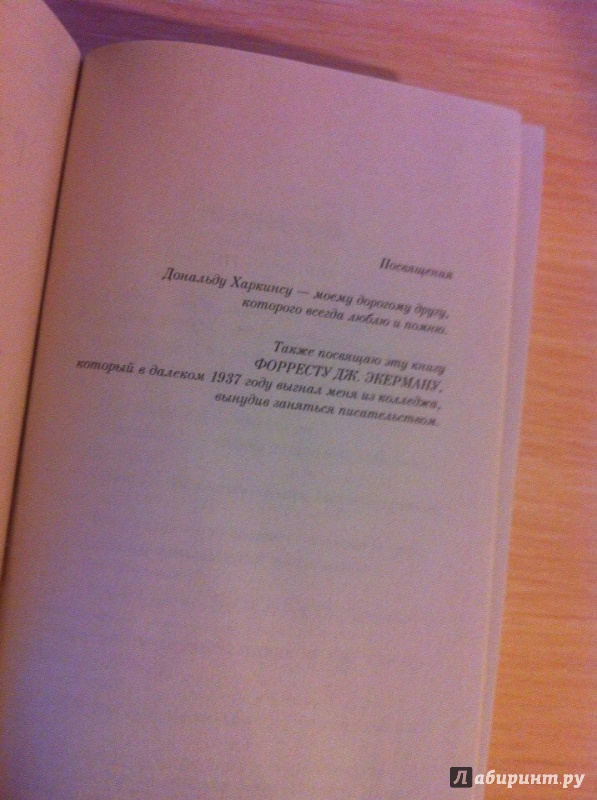 Посвящения
Дональду Харкинсу — моему дорогому другу,
которого всегда люблю и помню.
Также посвящаю эту книгу
ФОРРЕСТУ ДЖ. ЭКЕРМАНУ,
который в далеком 1937 году выгнал меня из колледжа,
вынудив заняться писательством.
Лабиринт.ру